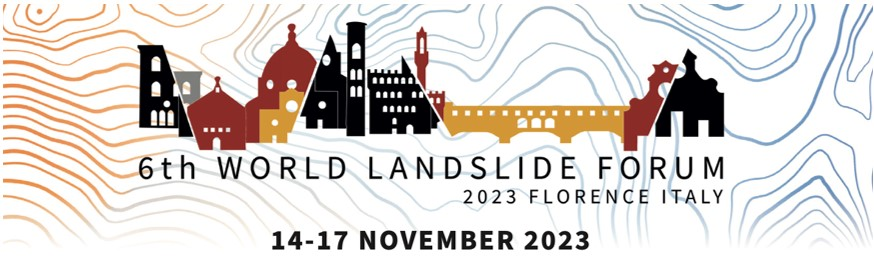 6th WORLD LANDSLIDE FORUM
2023 FLORENCE ITALY
14-17 NOVEMBER 2023